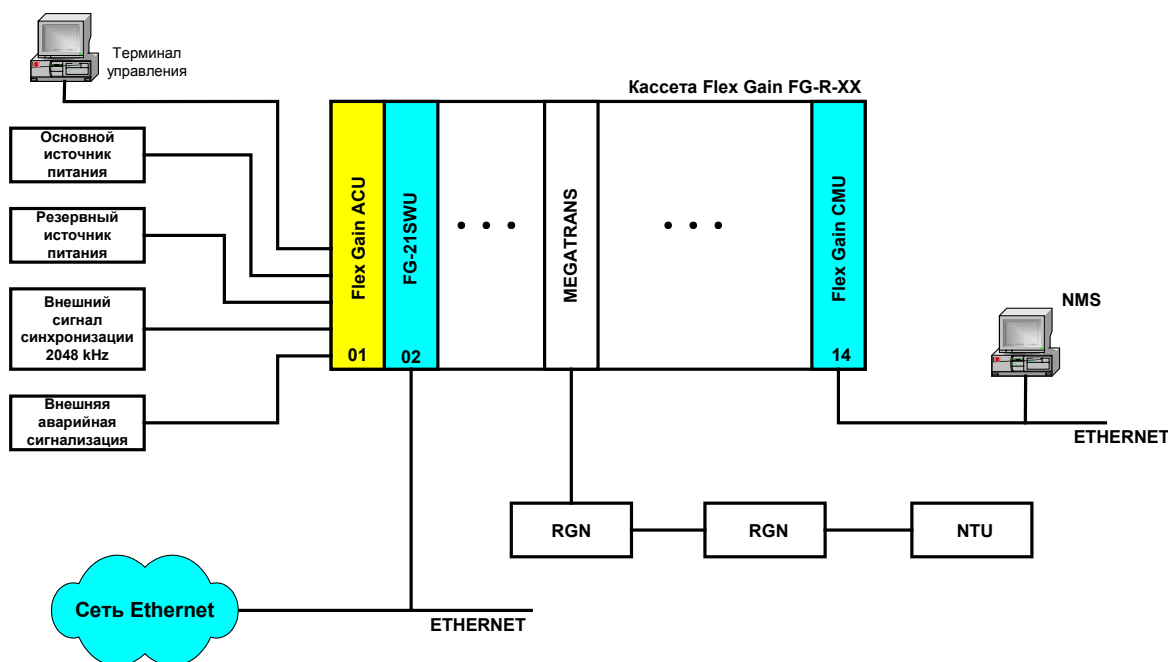 Терминал
управления
Кассета Flex Gain FG-R-XX
Основной
источник
питания
Резервный
источник
питания
Внешний
сигнал
синхронизации
2048 kHz
Внешняя
аварийная
сигнализация
Flex Gain ACU
01
FG-21SWU
02
MEGATRANS
Flex Gain CMU
14
NMS
ETHERNET
RGN
RGN
NTU
Сеть Ethernet
ETHERNET